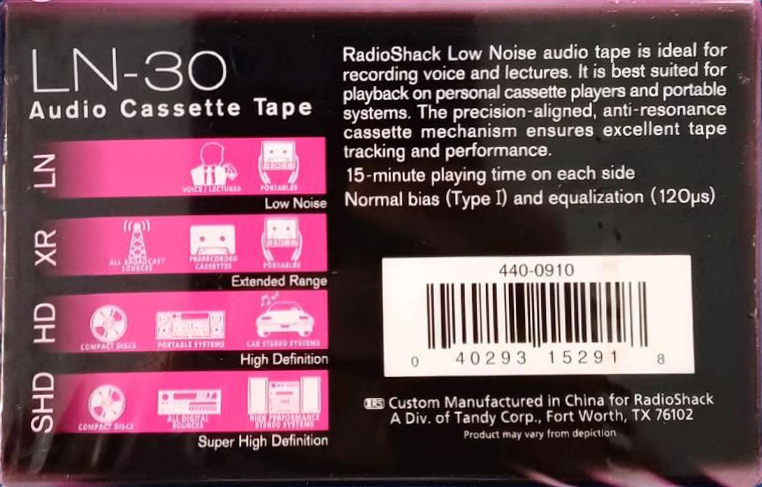 LN-30
Audio Cassette Tape
LN
VOICE / LECTURES
PORTABLES
Low Noise
XR
ALL BROADCAST
SOURCES
PRERECORDED
CASSETTES
PORTABLES
Extended Range
HD
COMPACT DISCS
PORTABLE SYSTEMS
CAR STEREO SYSTEMS
High Definition
SHD
COMPACT DISCS
ALL DIGITAL
SOURCES
HIGH PERFORMANCE
STEREO SYSTEMS
Super High Definition
RadioShack Low Noise audio tape is ideal for
recording voice and lectures. It is best suited for
playback on personal cassette players and portable
systems. The precision-aligned, anti-resonance
cassette mechanism ensures excellent tape
tracking and performance.
15-minute playing time on each side
Normal bias (Type I) and equalization (120µs)
440-0910
0 40293 15291 8
Custom Manufactured in China for RadioShack
A Div. of Tandy Corp., Fort Worth, TX 76102
Product may vary from depiction